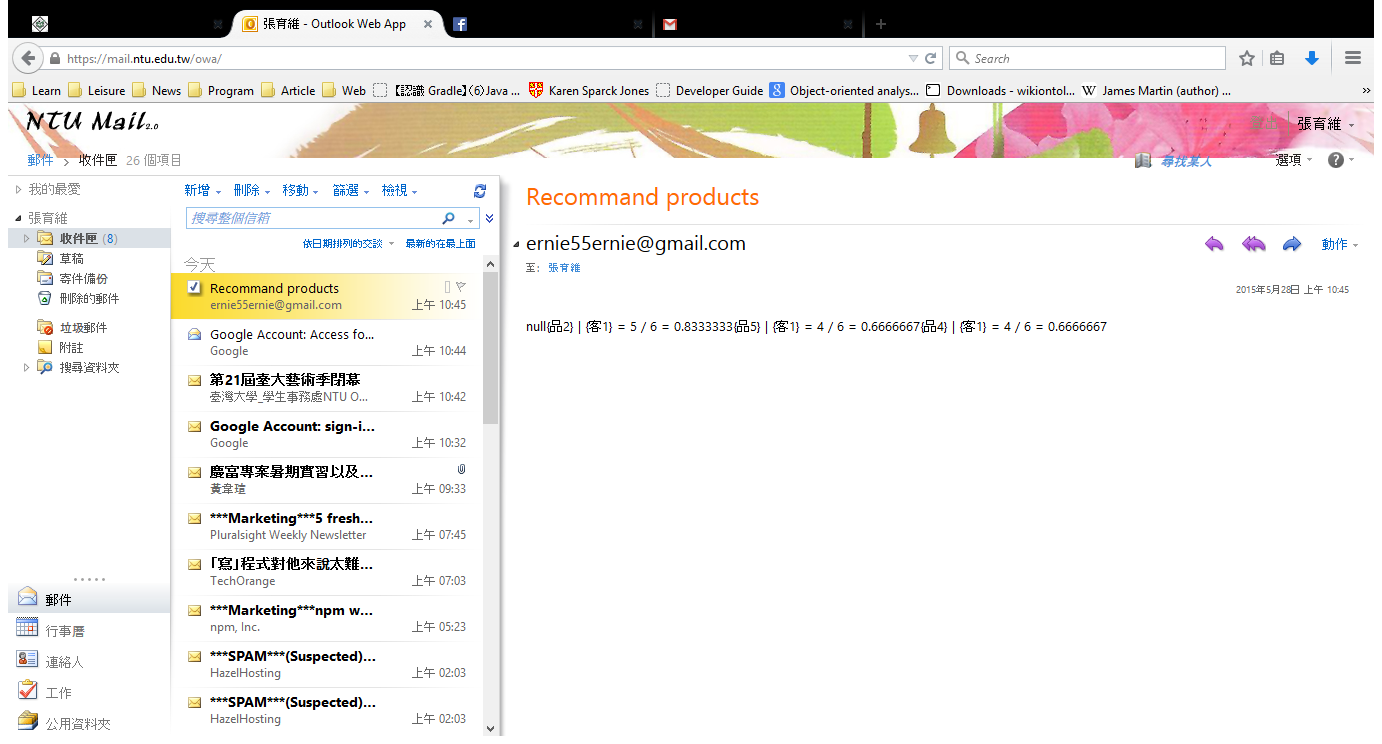 張育維 - Outlook Web App
https://mail.ntu.edu.tw/owa/
Search
Learn Leisure News Program Article Web 【認識 Gradle】(6)Java ... Karen Sparck Jones Developer Guide Object-oriented analys... Downloads - wikiontol... James Martin (author) ...
NTU Mail2.0
登出 張育維
郵件 收件匣 26 個項目
尋找某人 選項
我的最愛
張育維
收件匣 (8)
草稿
寄件備份
刪除的郵件
垃圾郵件
附註
搜尋資料夾
郵件
行事曆
連絡人
工作
公用資料夾
新增 刪除 移動 篩選 檢視
搜尋整個信箱
依日期排列的交談 最新的在最上面
今天
Recommand products
ernie55ernie@gmail.com 上午 10:45
Google Account: Access fo...
Google 上午 10:44
第21屆臺大藝術季閉幕
臺灣大學_學生事務處NTU O... 上午 10:42
Google Account: sign-i...
Google 上午 10:32
慶富專案暑期實習以及...
黃韋瑄 上午 09:33
***Marketing***5 fresh...
Pluralsight Weekly Newsletter 上午 07:45
「寫」程式對他來說太難...
TechOrange 上午 07:03
***Marketing***npm w...
npm, Inc. 上午 05:23
***SPAM***(Suspected)...
HazelHosting 上午 02:03
***SPAM***(Suspected)...
HazelHosting 上午 02:03
Recommand products
ernie55ernie@gmail.com
動作
至: 張育維
2015年5月28日 上午 10:45
null{品2} | {客1} = 5 / 6 = 0.8333333{品5} | {客1} = 4 / 6 = 0.6666667{品4} | {客1} = 4 / 6 = 0.6666667